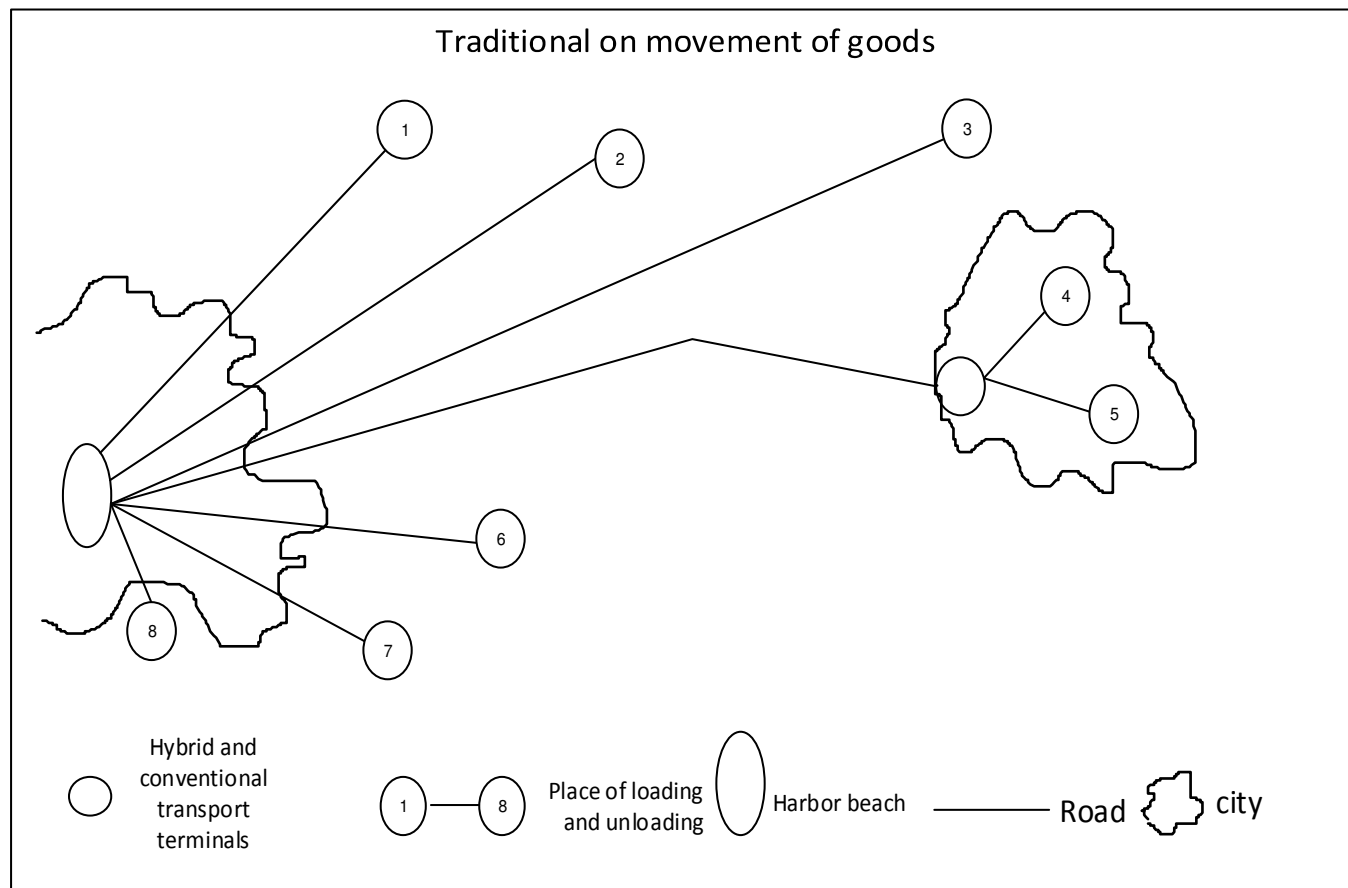 Traditional on movement of goods
1
2
3
4
5
6
7
8
Hybrid and
conventional
transport
terminals
1
8
Place of loading
and unloading
Harbor beach
Road
city